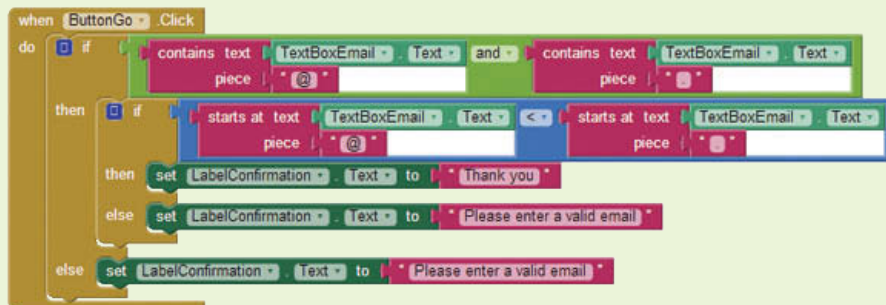 when ButtonGo .Click
do if contains text TextBoxEmail . Text and contains text TextBoxEmail . Text
piece " @ " piece " . "
then if starts at text TextBoxEmail . Text < starts at text TextBoxEmail . Text
piece " @ " piece " . "
then set LabelConfirmation . Text to " Thank you "
else set LabelConfirmation . Text to " Please enter a valid email "
else set LabelConfirmation . Text to " Please enter a valid email "